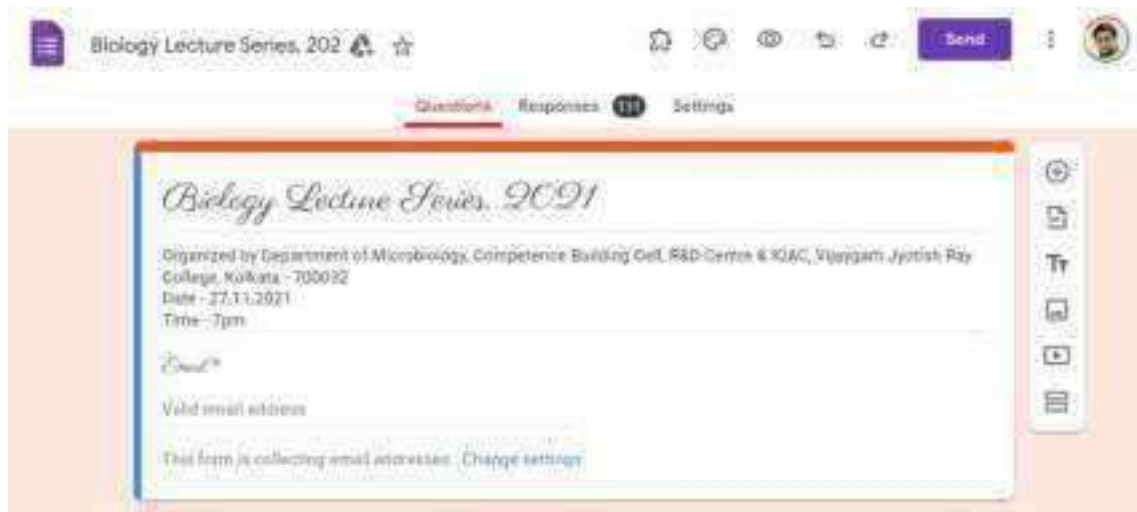 Biology Lecture Series, 202
Send
Questions Responses 111 Settings
Biology Lecture Series, 2021
Organized by Department of Microbiology, Competence Building Cell, R&D Centre & IQAC, Vijaygarh Jyotish Ray
College, Kolkata - 700032
Date - 27.11.2021
Time - 7pm
Email *
Valid email address
This form is collecting email addresses. Change settings
Tт